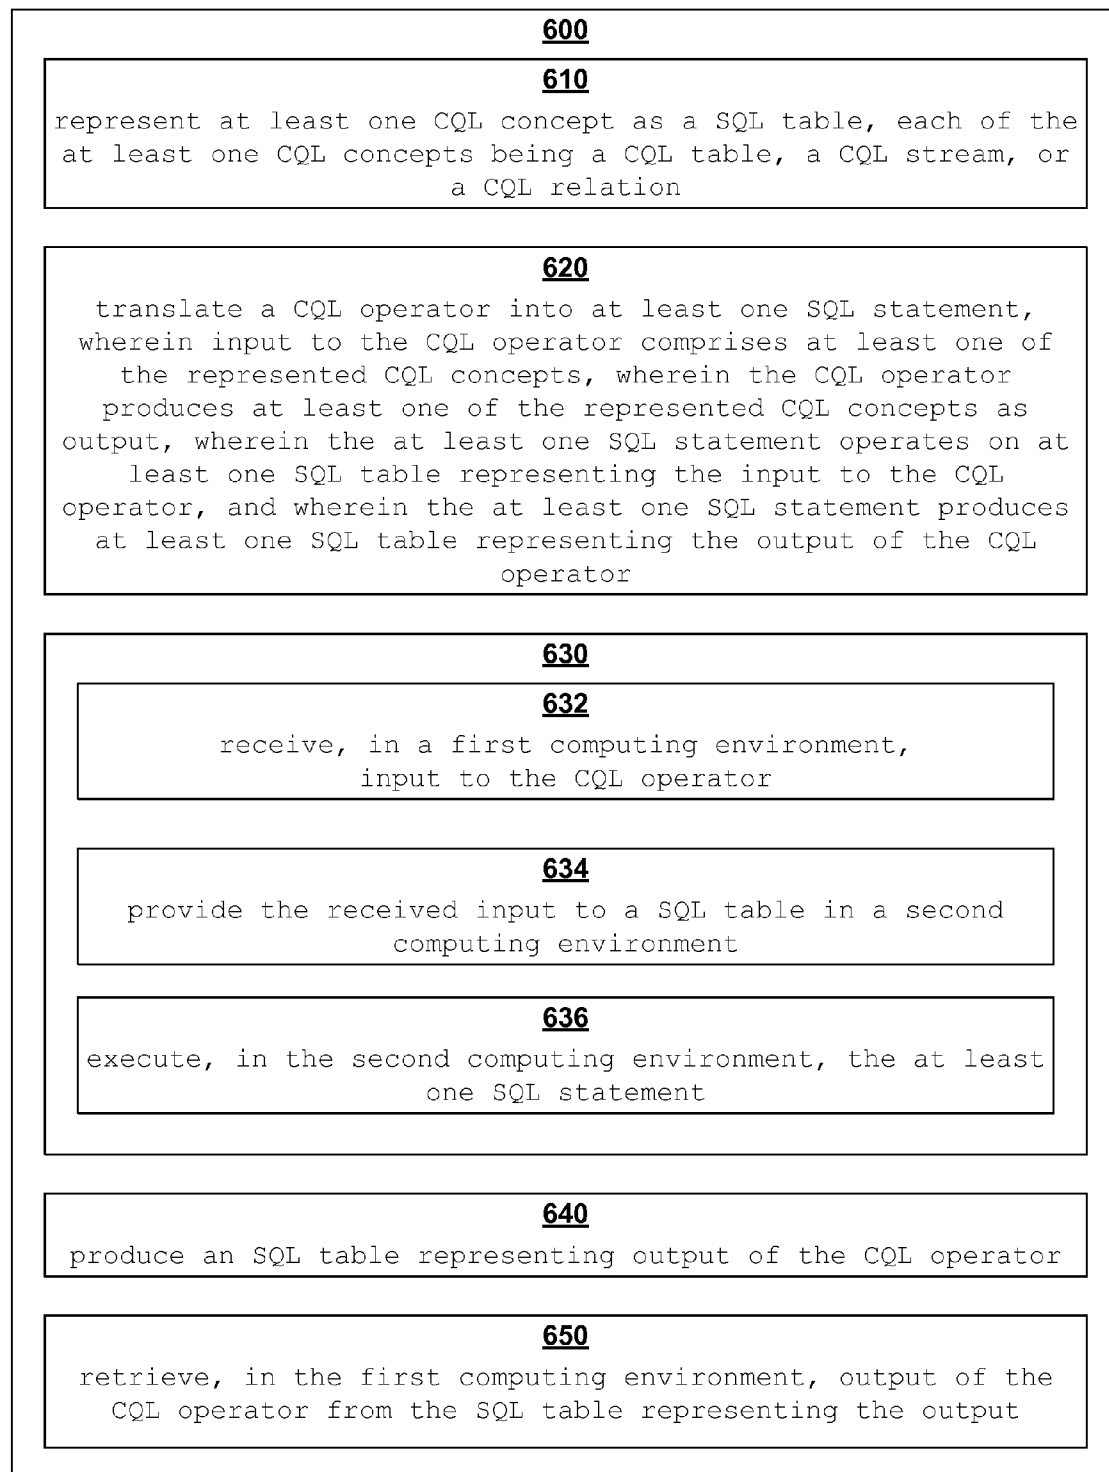 600
610
represent at least one CQL concept as a SQL table, each of the
at least one CQL concepts being a CQL table, a CQL stream, or
a CQL relation
620
translate a CQL operator into at least one SQL statement,
wherein input to the CQL operator comprises at least one of
the represented CQL concepts, wherein the CQL operator
produces at least one of the represented CQL concepts as
output, wherein the at least one SQL statement operates on at
least one SQL table representing the input to the CQL
operator, and wherein the at least one SQL statement produces
at least one SQL table representing the output of the CQL
operator
630
632
receive, in a first computing environment,
input to the CQL operator
634
provide the received input to a SQL table in a second
computing environment
636
execute, in the second computing environment, the at least
one SQL statement
640
produce an SQL table representing output of the CQL operator
650
retrieve, in the first computing environment, output of the
CQL operator from the SQL table representing the output